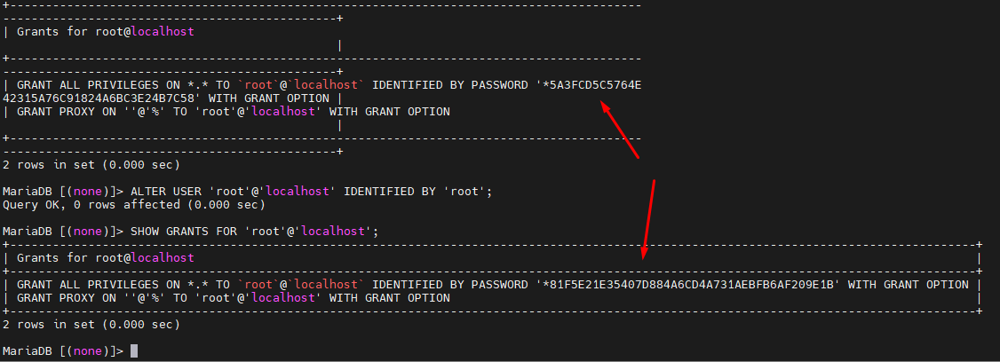 +-----------------------------------------------------------------------------------------
-----------------------------------------------+
| Grants for root@localhost
                                               |
+-----------------------------------------------------------------------------------------
-----------------------------------------------+
| GRANT ALL PRIVILEGES ON *.* TO `root`@`localhost` IDENTIFIED BY PASSWORD '*5A3FCD5C5764E
42315A76C91824A6BC3E24B7C58' WITH GRANT OPTION |
| GRANT PROXY ON ''@'%' TO 'root'@'localhost' WITH GRANT OPTION
                                               |
+-----------------------------------------------------------------------------------------
-----------------------------------------------+
2 rows in set (0.000 sec)
MariaDB [(none)]> ALTER USER 'root'@'localhost' IDENTIFIED BY 'root';
Query OK, 0 rows affected (0.000 sec)
MariaDB [(none)]> SHOW GRANTS FOR 'root'@'localhost';
+----------------------------------------------------------------------------------------------------------------------------------------+
| Grants for root@localhost                                                                                                              |
+----------------------------------------------------------------------------------------------------------------------------------------+
| GRANT ALL PRIVILEGES ON *.* TO `root`@`localhost` IDENTIFIED BY PASSWORD '*81F5E21E35407D884A6CD4A731AEBFB6AF209E1B' WITH GRANT OPTION |
| GRANT PROXY ON ''@'%' TO 'root'@'localhost' WITH GRANT OPTION                                                                          |
+----------------------------------------------------------------------------------------------------------------------------------------+
2 rows in set (0.000 sec)
MariaDB [(none)]>